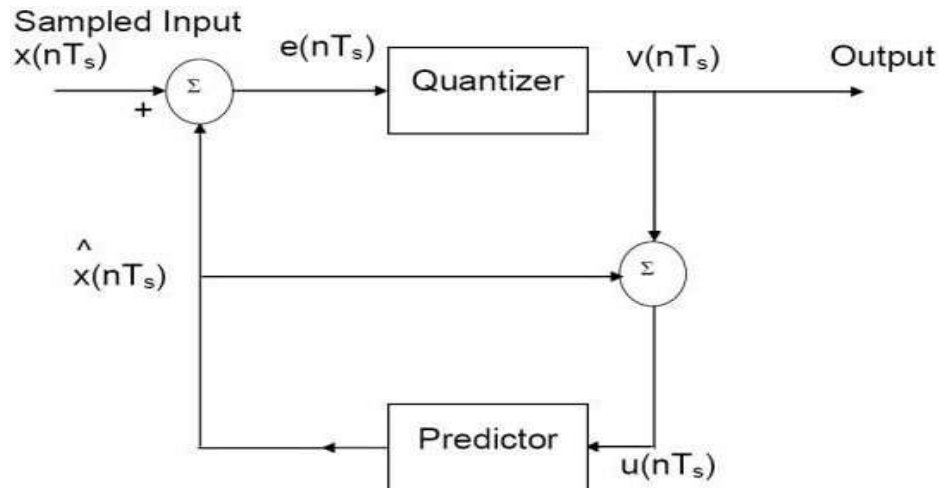 Sampled Input
x(nTₛ)
+
Σ
e(nTₛ)
Quantizer
v(nTₛ)
Output
^
x(nTₛ)
Σ
Predictor
u(nTₛ)